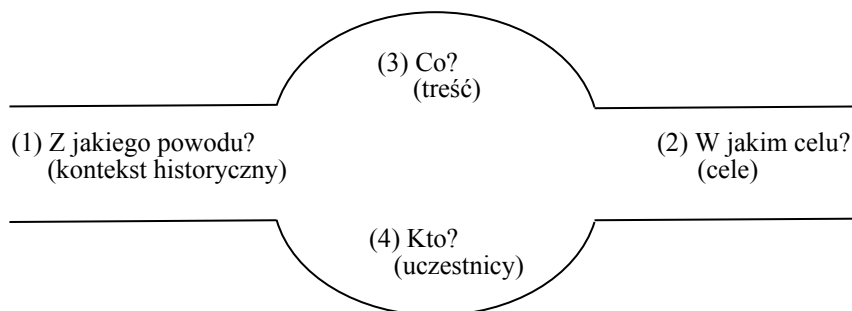 (3) Co?
(treść)
(1) Z jakiego powodu?
(kontekst historyczny)
(2) W jakim celu?
(cele)
(4) Kto?
(uczestnicy)